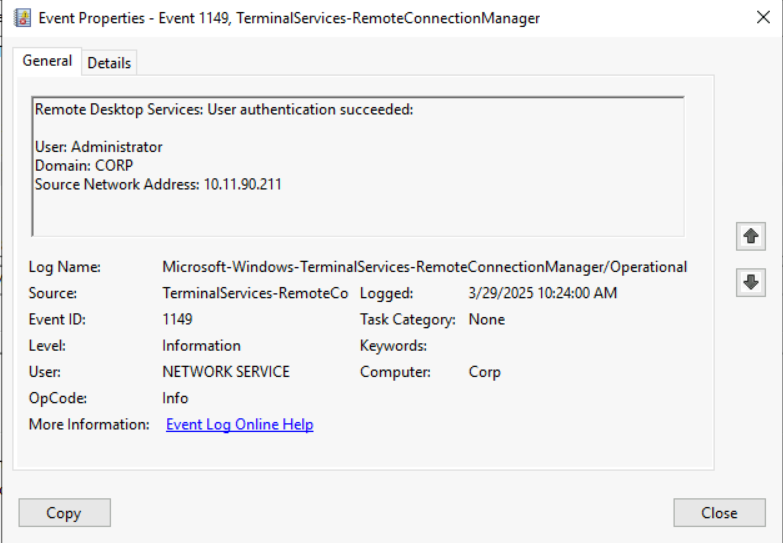 Event Properties - Event 1149, TerminalServices-RemoteConnectionManager
General Details
Remote Desktop Services: User authentication succeeded:
User: Administrator
Domain: CORP
Source Network Address: 10.11.90.211
Log Name: Microsoft-Windows-TerminalServices-RemoteConnectionManager/Operational
Source: TerminalServices-RemoteCo Logged: 3/29/2025 10:24:00 AM
Event ID: 1149 Task Category: None
Level: Information Keywords:
User: NETWORK SERVICE Computer: Corp
OpCode: Info
More Information: Event Log Online Help
Copy Close